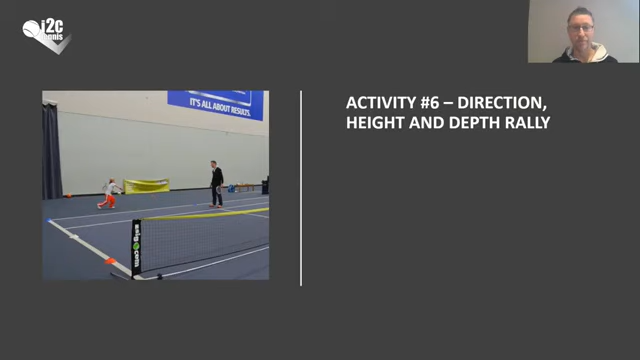 i2c
tennis
IT'S ALL ABOUT RESULTS.
ACTIVITY #6 – DIRECTION,
HEIGHT AND DEPTH RALLY